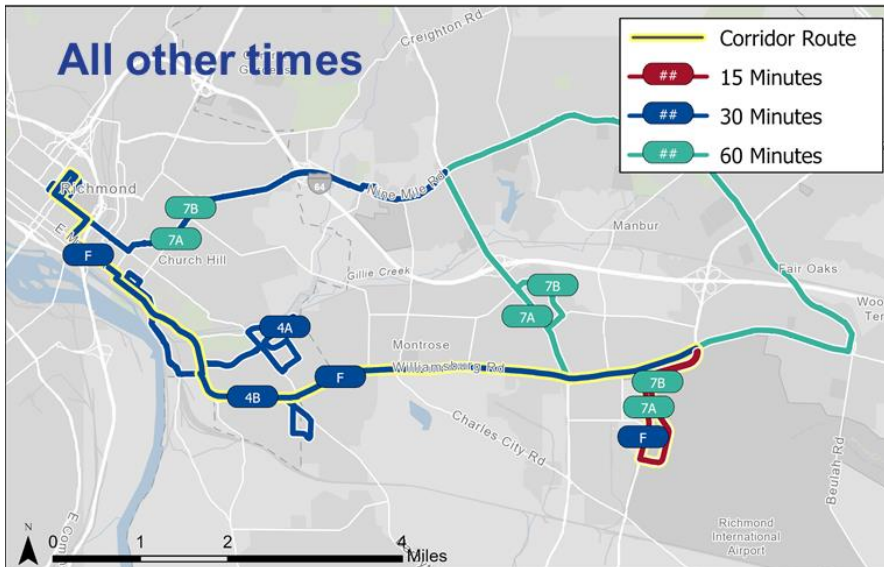 All other times
Creighton Rd
Corridor Route
## 15 Minutes
## 30 Minutes
## 60 Minutes
Richmond
64
Nine Mile Rd
7B
7A
Church Hill
F
Manbur
Gillie Creek
Fair Oaks
7B
7A
4A
Montrose
Williamsburg Rd
F
4B
7B
7A
F
Charles City Rd
Beulah Rd
Richmond
International
Airport
N
0 1 2 4
Miles